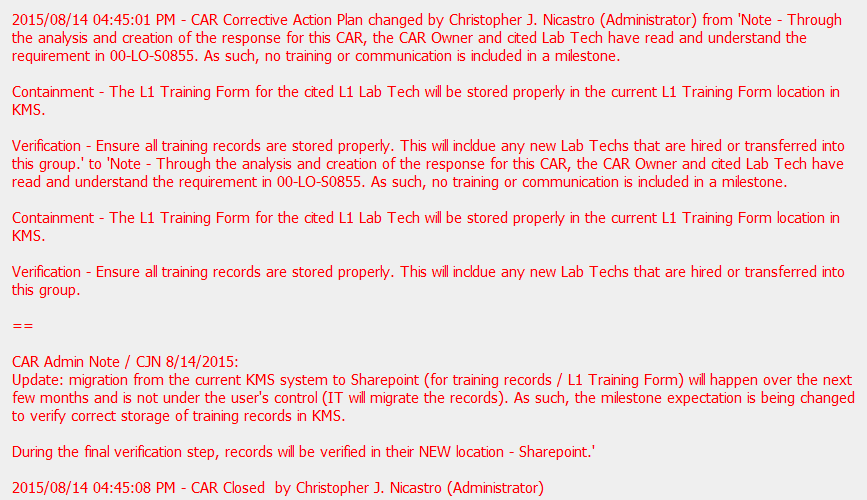 2015/08/14 04:45:01 PM - CAR Corrective Action Plan changed by Christopher J. Nicastro (Administrator) from 'Note - Through
the analysis and creation of the response for this CAR, the CAR Owner and cited Lab Tech have read and understand the
requirement in 00-LO-S0855. As such, no training or communication is included in a milestone.
Containment - The L1 Training Form for the cited L1 Lab Tech will be stored properly in the current L1 Training Form location in
KMS.
Verification - Ensure all training records are stored properly. This will incldue any new Lab Techs that are hired or transferred into
this group.' to 'Note - Through the analysis and creation of the response for this CAR, the CAR Owner and cited Lab Tech have
read and understand the requirement in 00-LO-S0855. As such, no training or communication is included in a milestone.
Containment - The L1 Training Form for the cited L1 Lab Tech will be stored properly in the current L1 Training Form location in
KMS.
Verification - Ensure all training records are stored properly. This will incldue any new Lab Techs that are hired or transferred into
this group.
==
CAR Admin Note / CJN 8/14/2015:
Update: migration from the current KMS system to Sharepoint (for training records / L1 Training Form) will happen over the next
few months and is not under the user's control (IT will migrate the records). As such, the milestone expectation is being changed
to verify correct storage of training records in KMS.
During the final verification step, records will be verified in their NEW location - Sharepoint.'
2015/08/14 04:45:08 PM - CAR Closed  by Christopher J. Nicastro (Administrator)